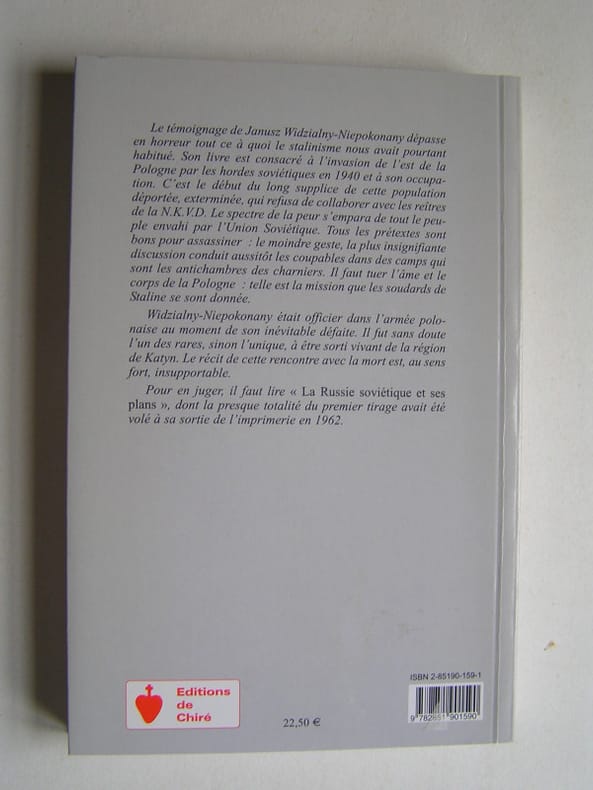 Le témoignage de Janusz Widzialny-Niepokonany dépasse
en horreur tout ce à quoi le stalinisme nous avait pourtant
habitué. Son livre est consacré à l'invasion de l'est de la
Pologne par les hordes soviétiques en 1940 et à son occupa-
tion. C'est le début du long supplice de cette population
déportée, exterminée, qui refusa de collaborer avec les reîtres
de la N.K.V.D. Le spectre de la peur s'empara de tout le peu-
ple envahi par l'Union Soviétique. Tous les prétextes sont
bons pour assassiner : le moindre geste, la plus insignifiante
discussion conduit aussitôt les coupables dans des camps qui
sont les antichambres des charniers. Il faut tuer l'âme et le
corps de la Pologne : telle est la mission que les soudards de
Staline se sont donnée.
Widzialny-Niepokonany était officier dans l'armée polo-
naise au moment de son inévitable défaite. Il fut sans doute
l'un des rares, sinon l'unique, à être sorti vivant de la région
de Katyn. Le récit de cette rencontre avec la mort est, au sens
fort, insupportable.
Pour en juger, il faut lire « La Russie soviétique et ses
plans », dont la presque totalité du premier tirage avait été
volé à sa sortie de l'imprimerie en 1962.
ISBN 2-85190-159-1
Editions
de
Chiré
22,50 €
9 782851 901590